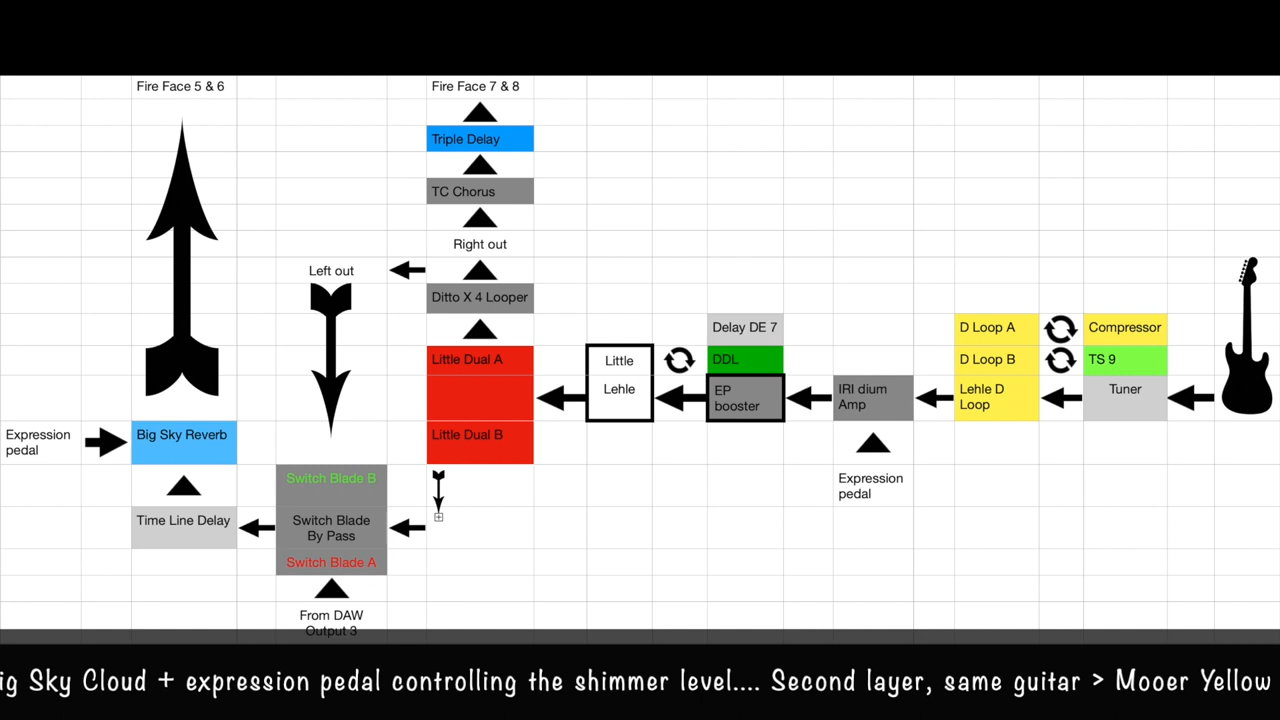 Fire Face 5 & 6
Fire Face 7 & 8
Triple Delay
TC Chorus
Right out
Left out
Ditto X 4 Looper
Delay DE 7
D Loop A
Compressor
Little Dual A
Little
DDL
D Loop B
TS 9
Lehle
EP
booster
IRI dium
Amp
Lehle D
Loop
Tuner
Expression
pedal
Big Sky Reverb
Little Dual B
Switch Blade B
Expression
pedal
Time Line Delay
Switch Blade
By Pass
Switch Blade A
From DAW
Output 3
ig Sky Cloud + expression pedal controlling the shimmer level.... Second layer, same guitar > Mooer Yellow